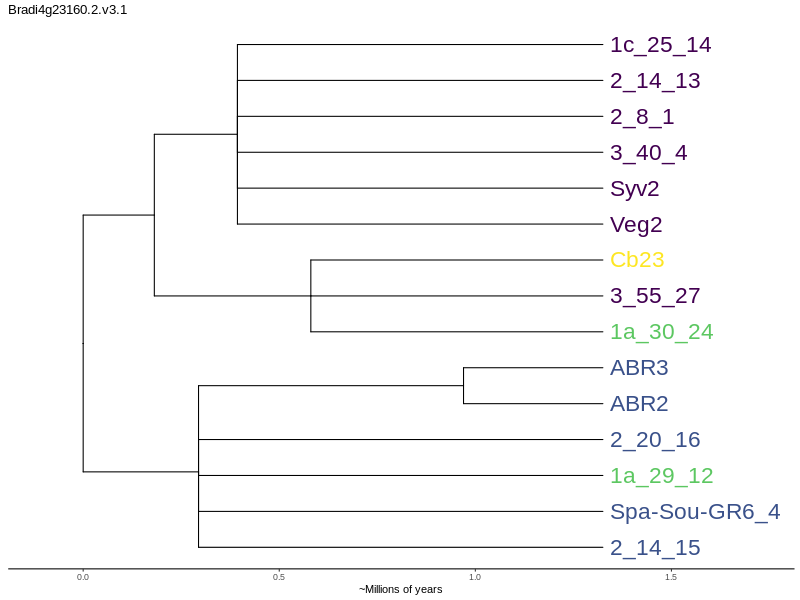 Bradi4g23160.2.v3.1
1c_25_14
2_14_13
2_8_1
3_40_4
Syv2
Veg2
Cb23
3_55_27
1a_30_24
ABR3
ABR2
2_20_16
1a_29_12
Spa-Sou-GR6_4
2_14_15
0.0 0.5 1.0 1.5
~Millions of years